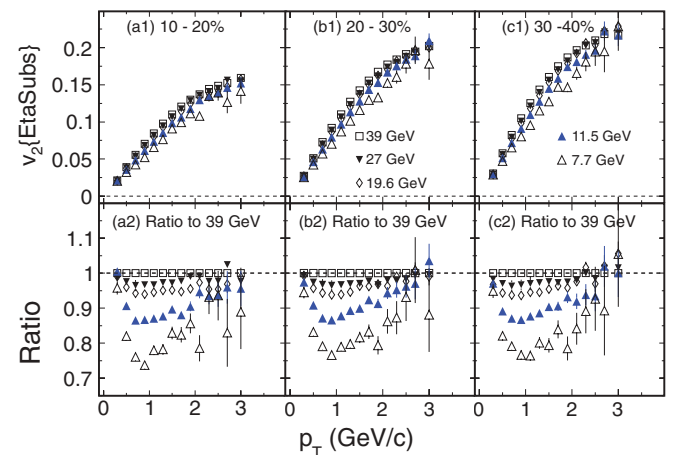 (a1) 10 - 20%
(b1) 20 - 30%
(c1) 30 -40%
v2{EtaSubs}
0.2
0.15
0.1
0.05
0
39 GeV
27 GeV
19.6 GeV
11.5 GeV
7.7 GeV
(a2) Ratio to 39 GeV
(b2) Ratio to 39 GeV
(c2) Ratio to 39 GeV
Ratio
1.1
1
0.9
0.8
0.7
0 1 2 3 0 1 2 3 0 1 2 3
pT (GeV/c)